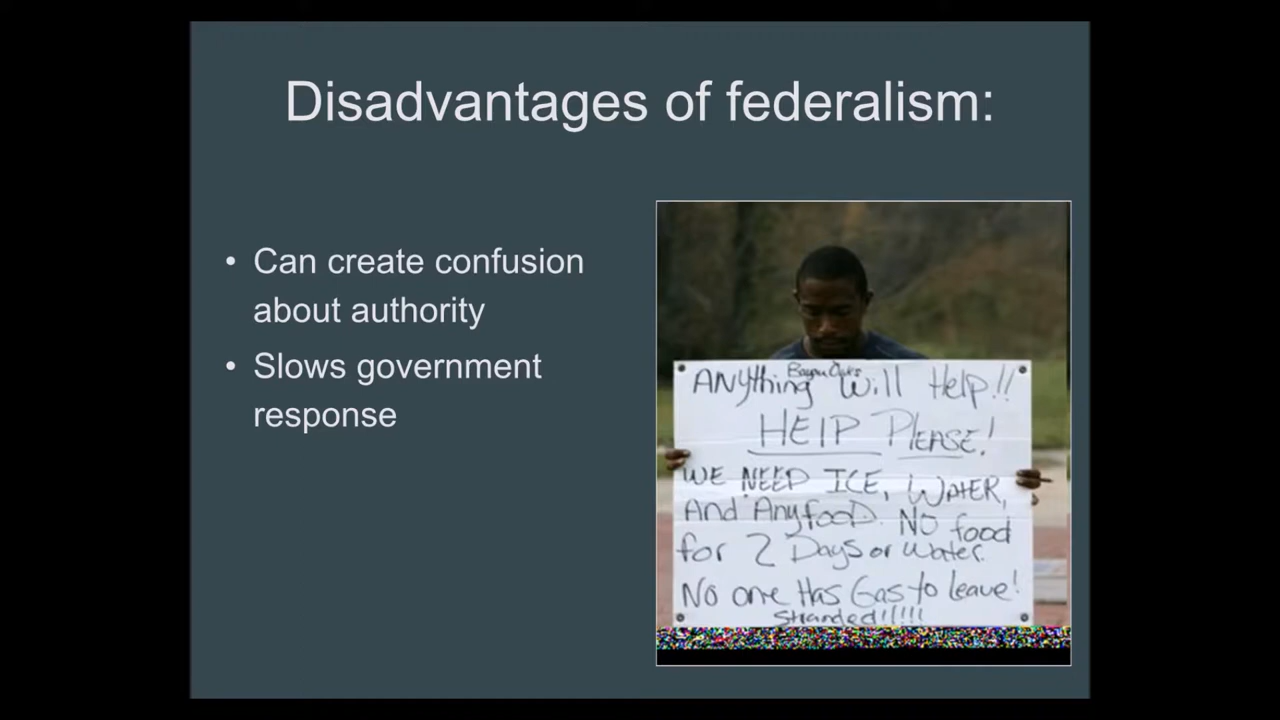 Disadvantages of federalism:
• Can create confusion
about authority
• Slows government
response
Bayou Oaks
ANYthing Will Help!!
HELP PLEASE!
WE NEED ICE, WATER,
And Any food. NO food
for 2 Days or water.
No one Has Gas to leave!
Stranded!!!!!